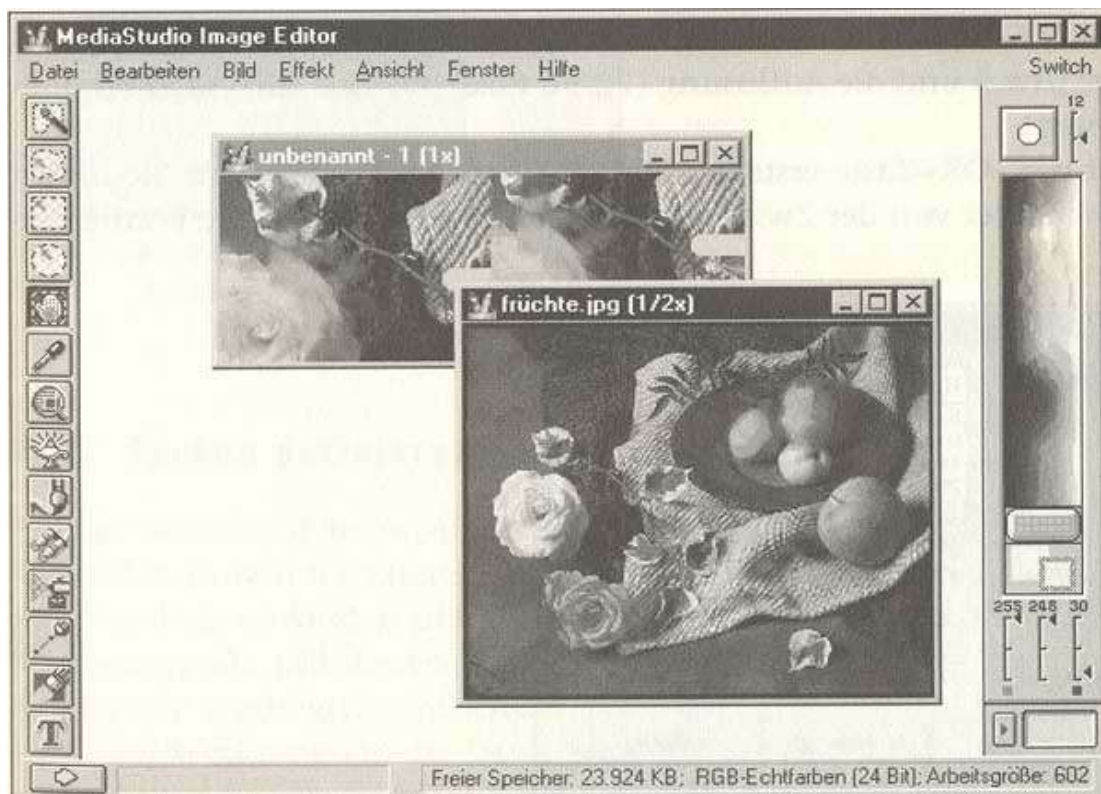 MediaStudio Image Editor
Datei Bearbeiten Bild Effekt Ansicht Fenster Hilfe Switch
12
unbenannt - 1 (1x)
früchte.jpg (1/2x)
255 248 30
T
Freier Speicher: 23.924 KB; RGB-Echtfarben (24 Bit); Arbeitsgröße: 602